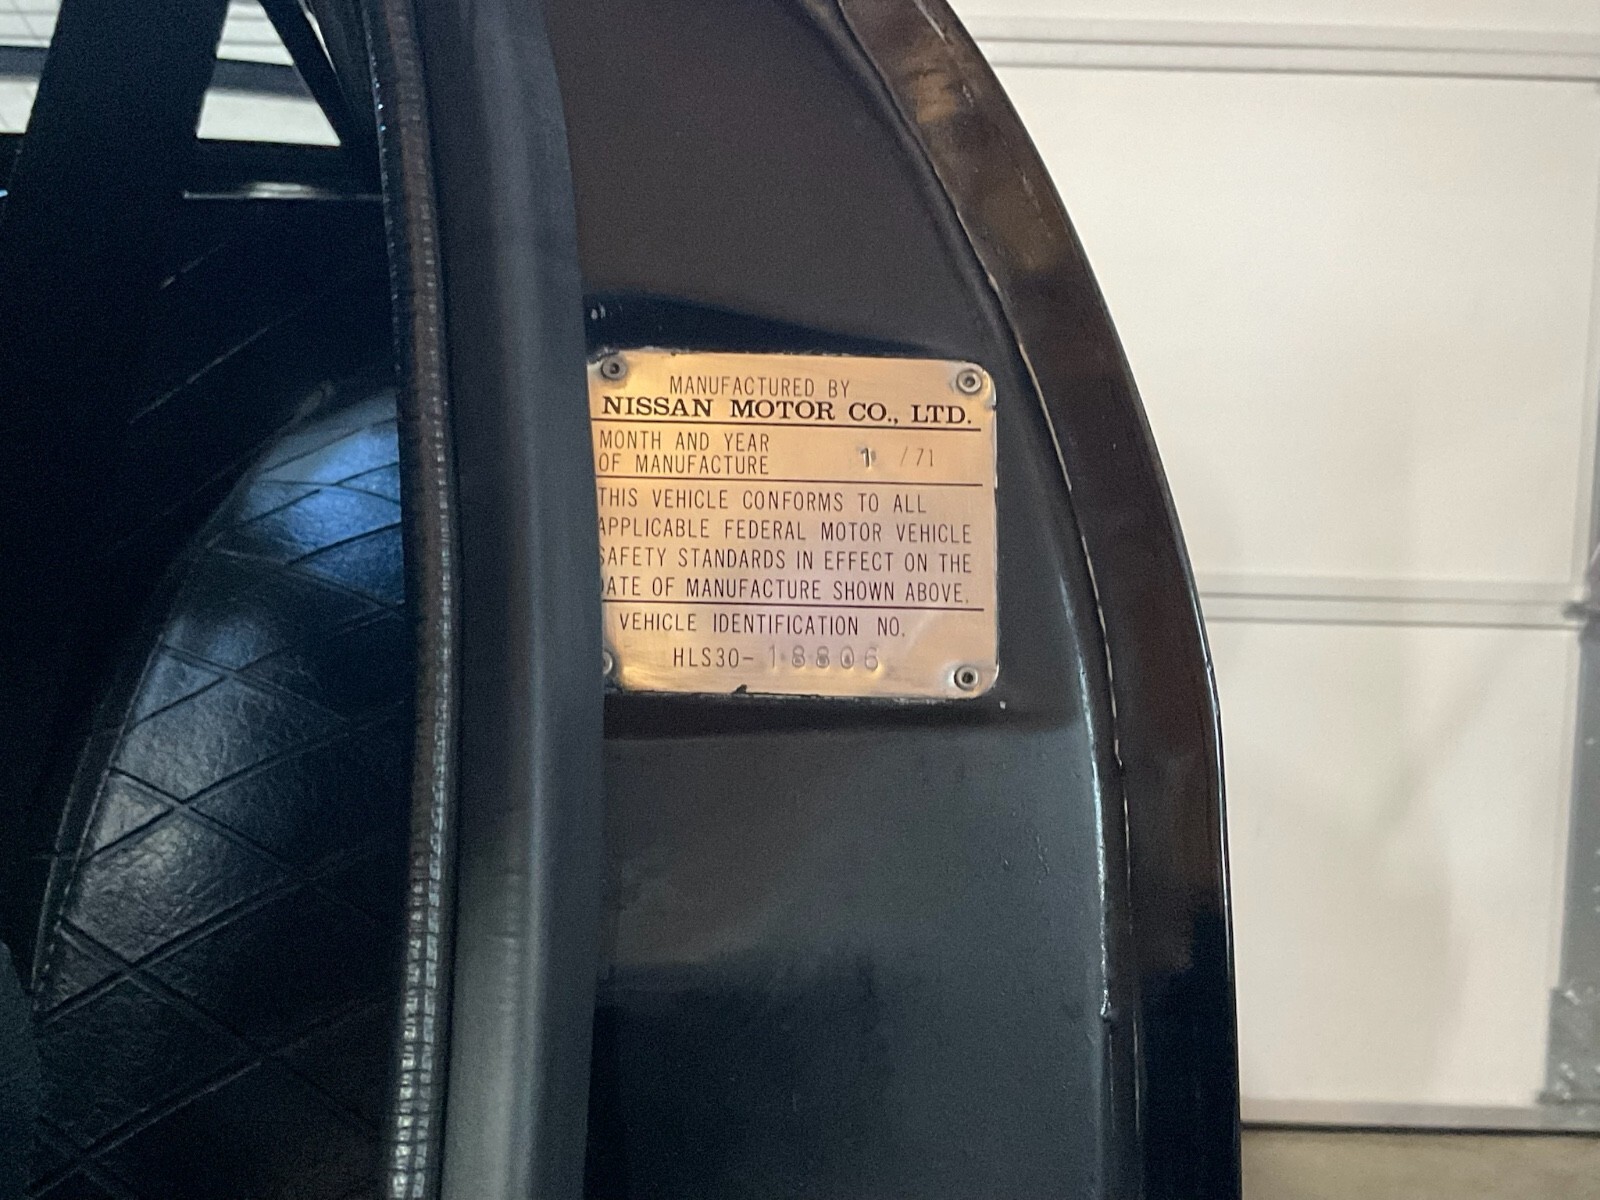 MANUFACTURED BY
NISSAN MOTOR CO., LTD.
MONTH AND YEAR
OF MANUFACTURE 1 /71
THIS VEHICLE CONFORMS TO ALL
APPLICABLE FEDERAL MOTOR VEHICLE
SAFETY STANDARDS IN EFFECT ON THE
DATE OF MANUFACTURE SHOWN ABOVE.
VEHICLE IDENTIFICATION NO.
HLS30-18806